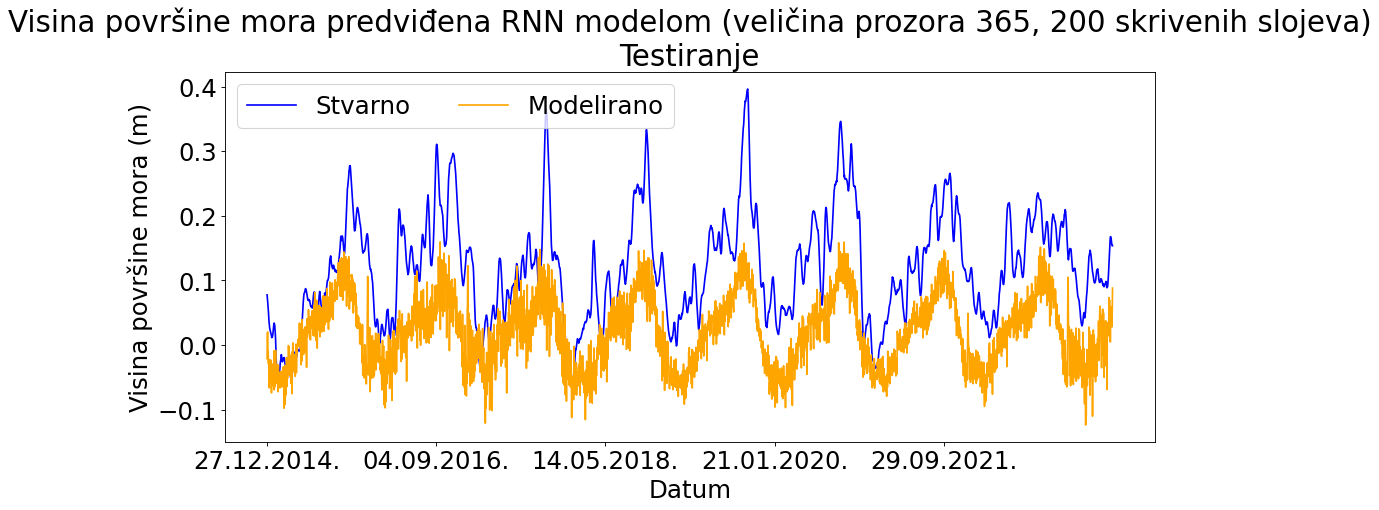 Visina površine mora predviđena RNN modelom (veličina prozora 365, 200 skrivenih slojeva)
Testiranje
Stvarno
Modelirano
Visina površine mora (m)
0.4
0.3
0.2
0.1
0.0
−0.1
27.12.2014.
04.09.2016.
14.05.2018.
21.01.2020.
29.09.2021.
Datum